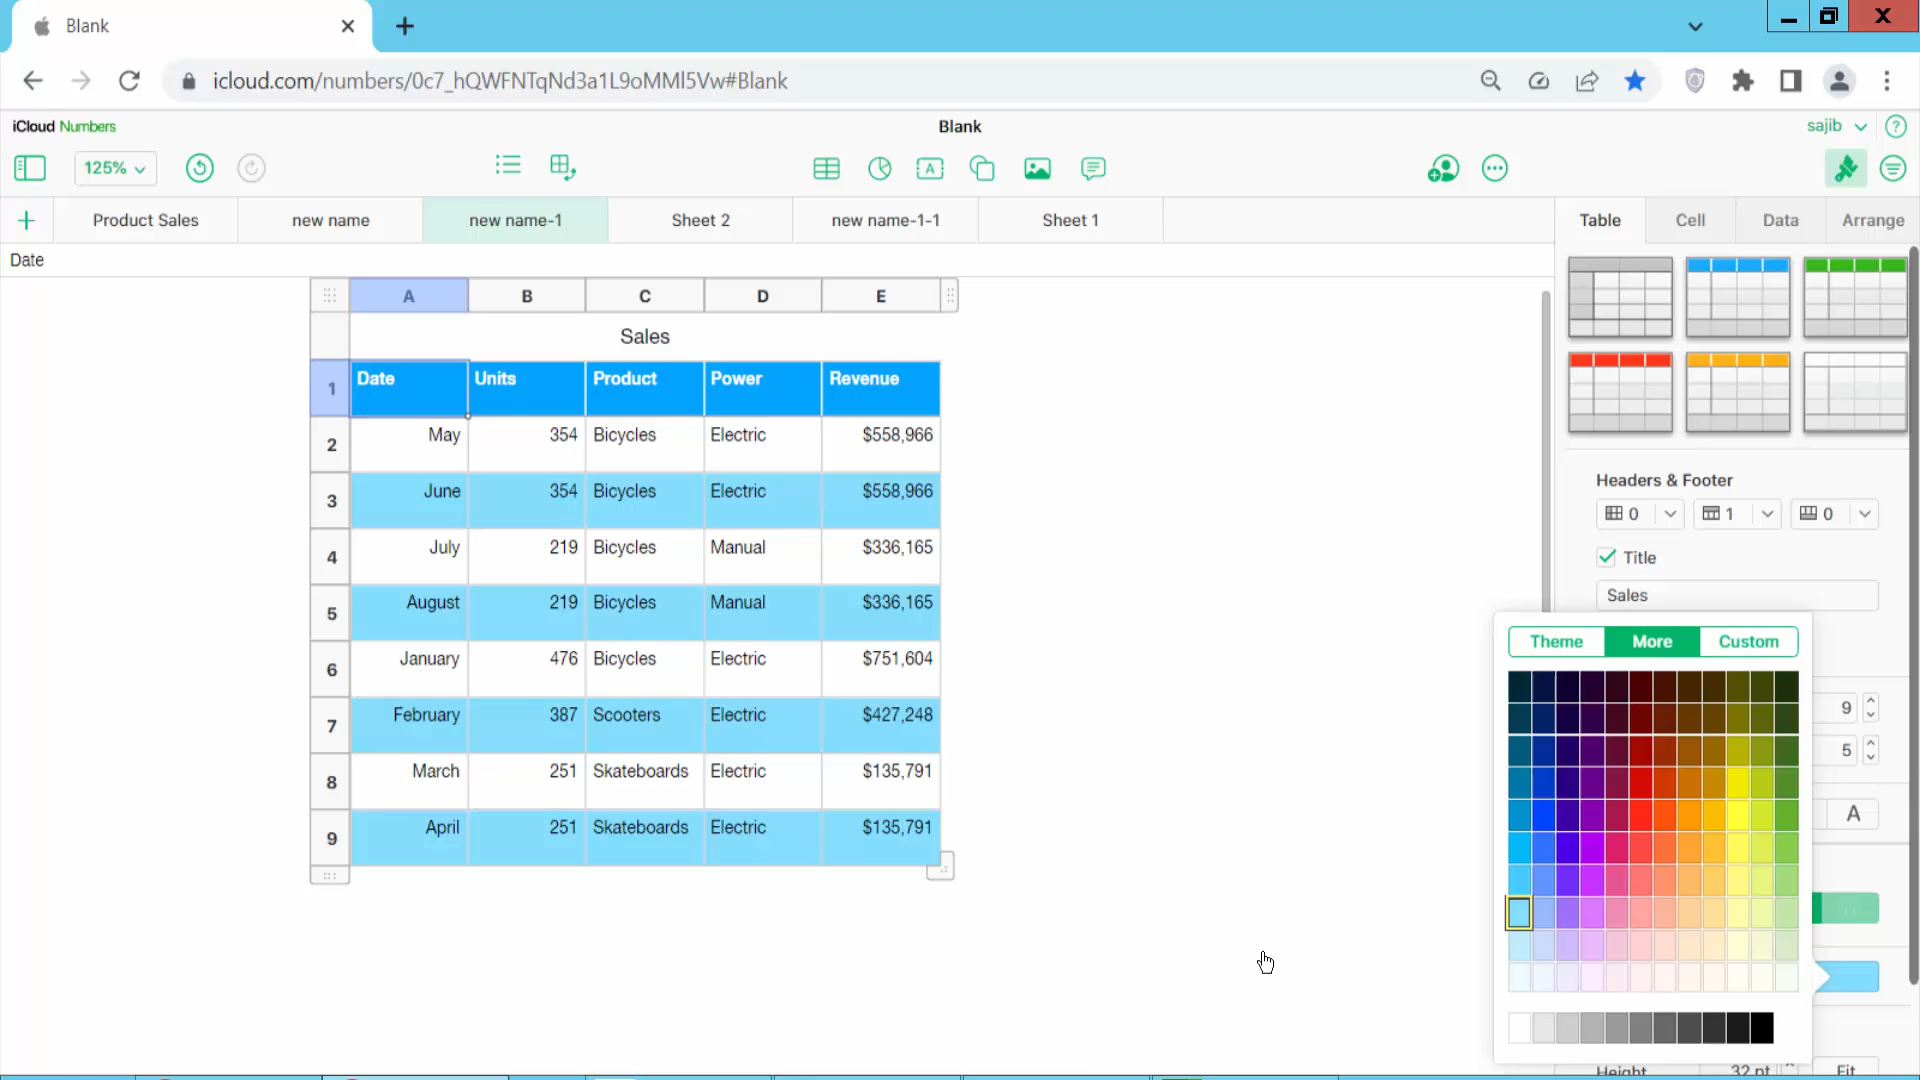 Blank
icloud.com/numbers/0c7_hQWFNTqNd3a1L9oMMl5Vw#Blank
iCloud Numbers
Blank
sajib
125%
Product Sales
new name
new name-1
Sheet 2
new name-1-1
Sheet 1
Table
Cell
Data
Arrange
Date
A B C D E
Sales
1 Date Units Product Power Revenue
2 May 354 Bicycles Electric $558,966
3 June 354 Bicycles Electric $558,966
4 July 219 Bicycles Manual $336,165
5 August 219 Bicycles Manual $336,165
6 January 476 Bicycles Electric $751,604
7 February 387 Scooters Electric $427,248
8 March 251 Skateboards Electric $135,791
9 April 251 Skateboards Electric $135,791
Headers & Footer
0 1 0
Title
Sales
Theme More Custom
9
5
A
Height 32 pt Fit